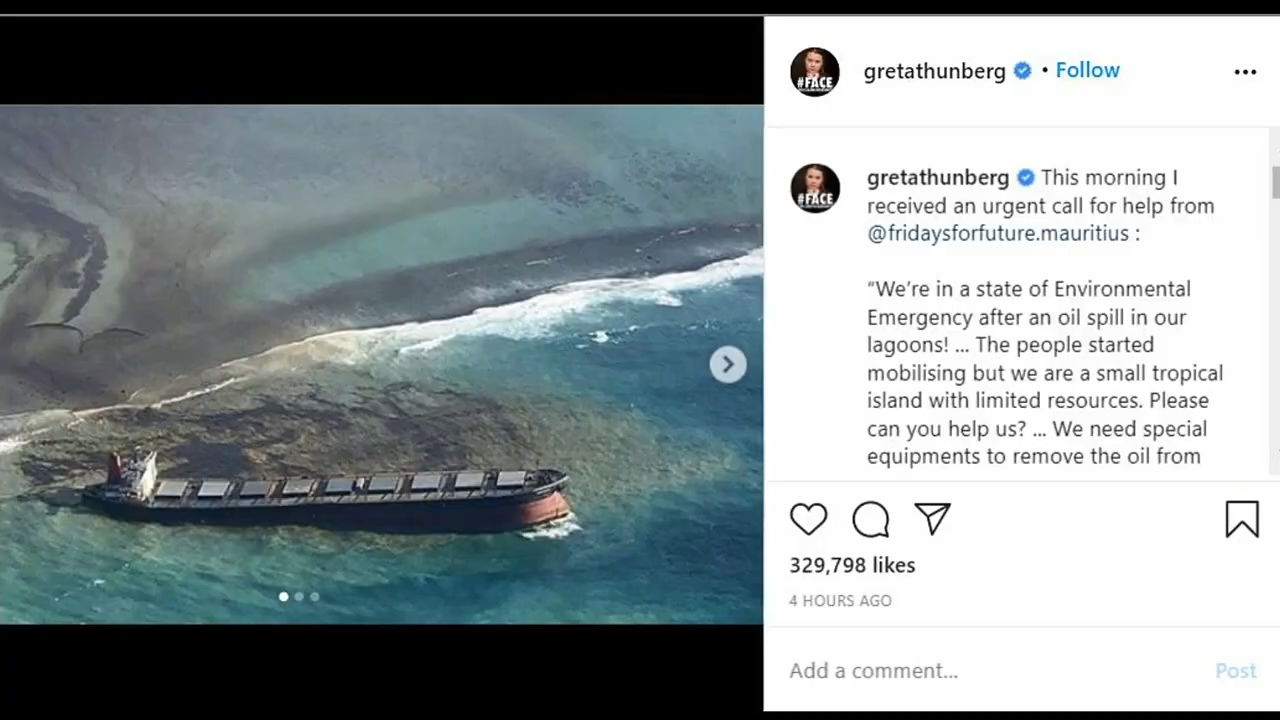 gretathunberg • Follow
#FACE
gretathunberg This morning I
received an urgent call for help from
@fridaysforfuture.mauritius :
“We’re in a state of Environmental
Emergency after an oil spill in our
lagoons! ... The people started
mobilising but we are a small tropical
island with limited resources. Please
can you help us? ... We need special
equipments to remove the oil from
#FACE
329,798 likes
4 HOURS AGO
Add a comment...
Post